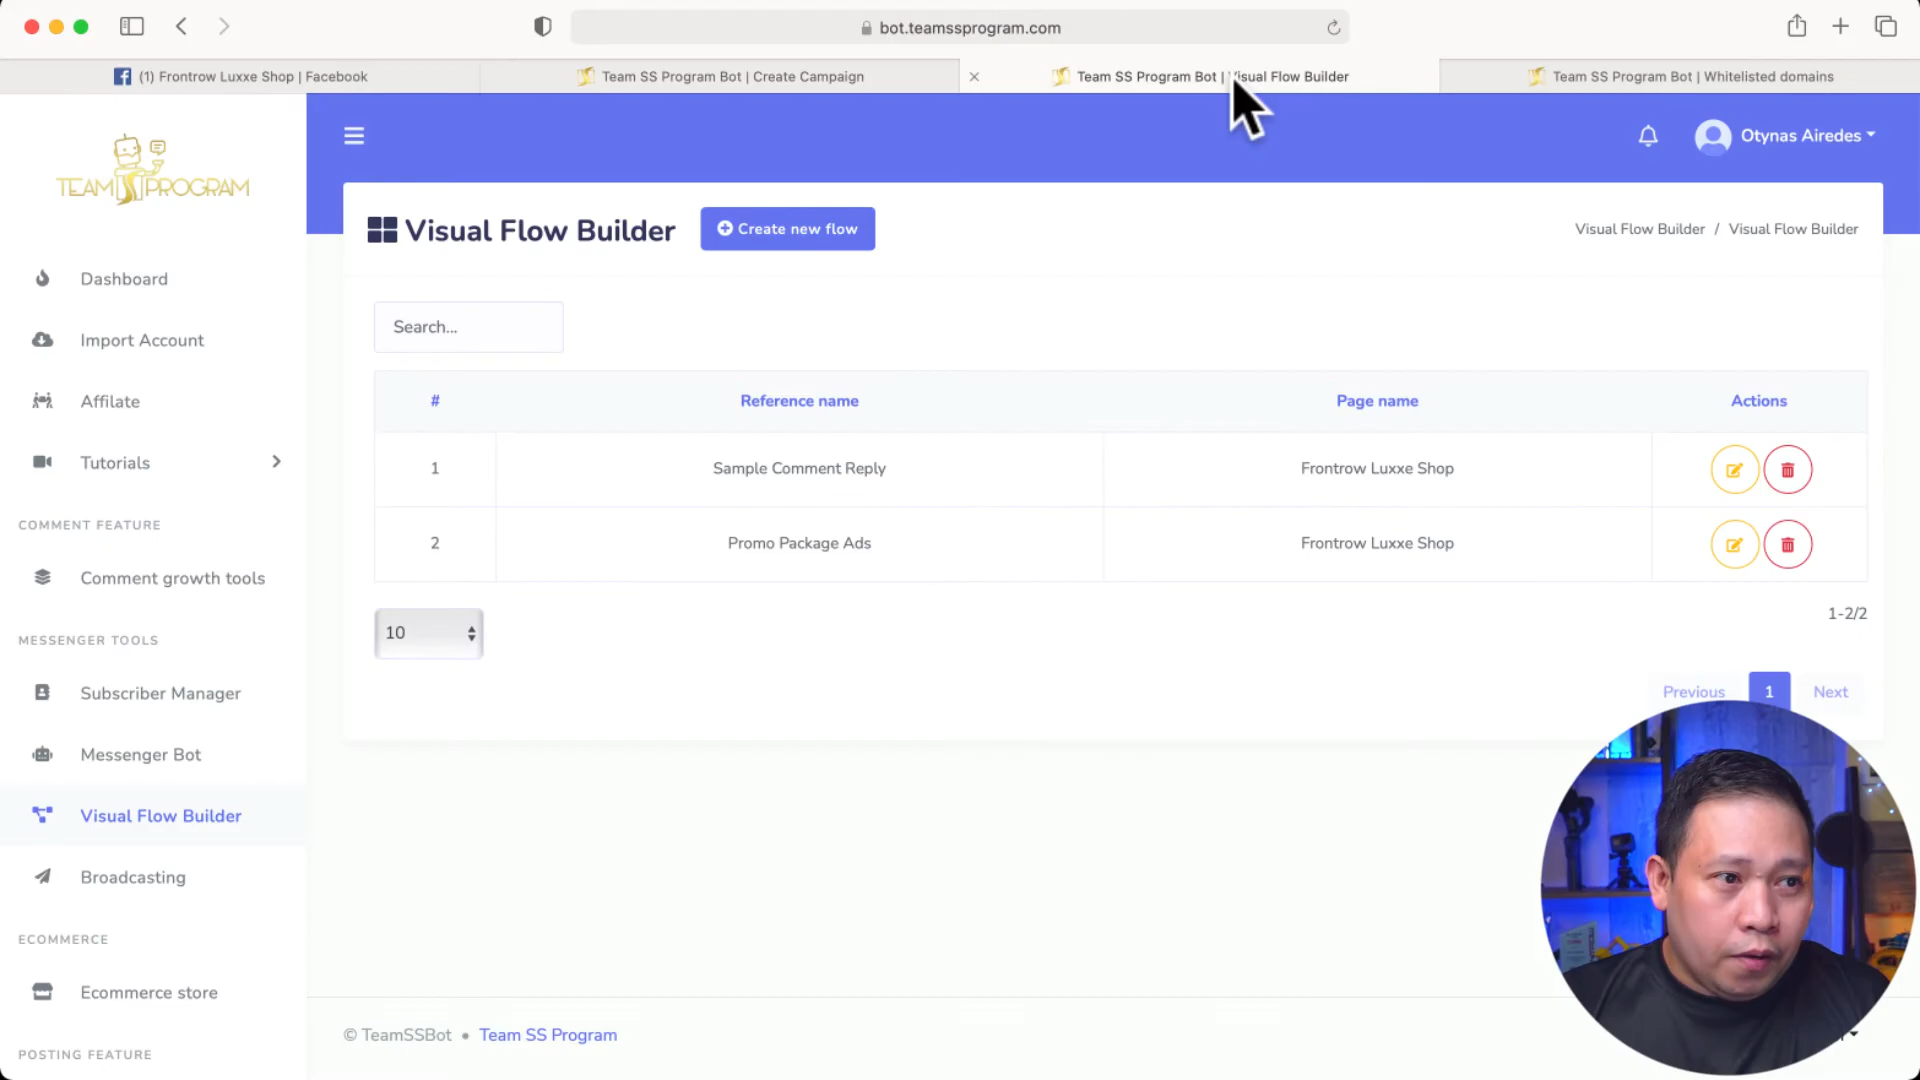 bot.teamssprogram.com
(1) Frontrow Luxxe Shop | Facebook
Team SS Program Bot | Create Campaign
Team SS Program Bot | Visual Flow Builder
Team SS Program Bot | Whitelisted domains
TEAM SS PROGRAM
Otynas Airedes
Visual Flow Builder
Create new flow
Visual Flow Builder / Visual Flow Builder
Dashboard
Import Account
Affilate
Tutorials
COMMENT FEATURE
Comment growth tools
MESSENGER TOOLS
Subscriber Manager
Messenger Bot
Visual Flow Builder
Broadcasting
ECOMMERCE
Ecommerce store
POSTING FEATURE
Search...
# Reference name Page name Actions
1 Sample Comment Reply Frontrow Luxxe Shop
2 Promo Package Ads Frontrow Luxxe Shop
10
1-2/2
Previous 1 Next
© TeamSSBot • Team SS Program